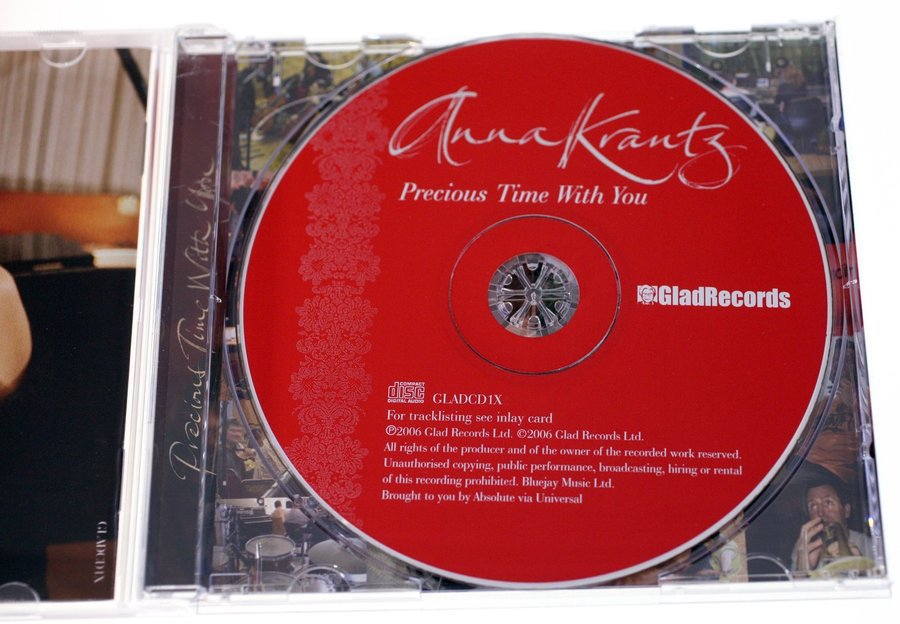 Anna Krantz
Precious Time With You
GladRecords
COMPACT
disc
DIGITAL AUDIO
GLADCD1X
For tracklisting see inlay card
℗2006 Glad Records Ltd. ©2006 Glad Records Ltd.
All rights of the producer and of the owner of the recorded work reserved.
Unauthorised copying, public performance, broadcasting, hiring or rental
of this recording prohibited. Bluejay Music Ltd.
Brought to you by Absolute via Universal
Precious Time With You
GLADCD1X